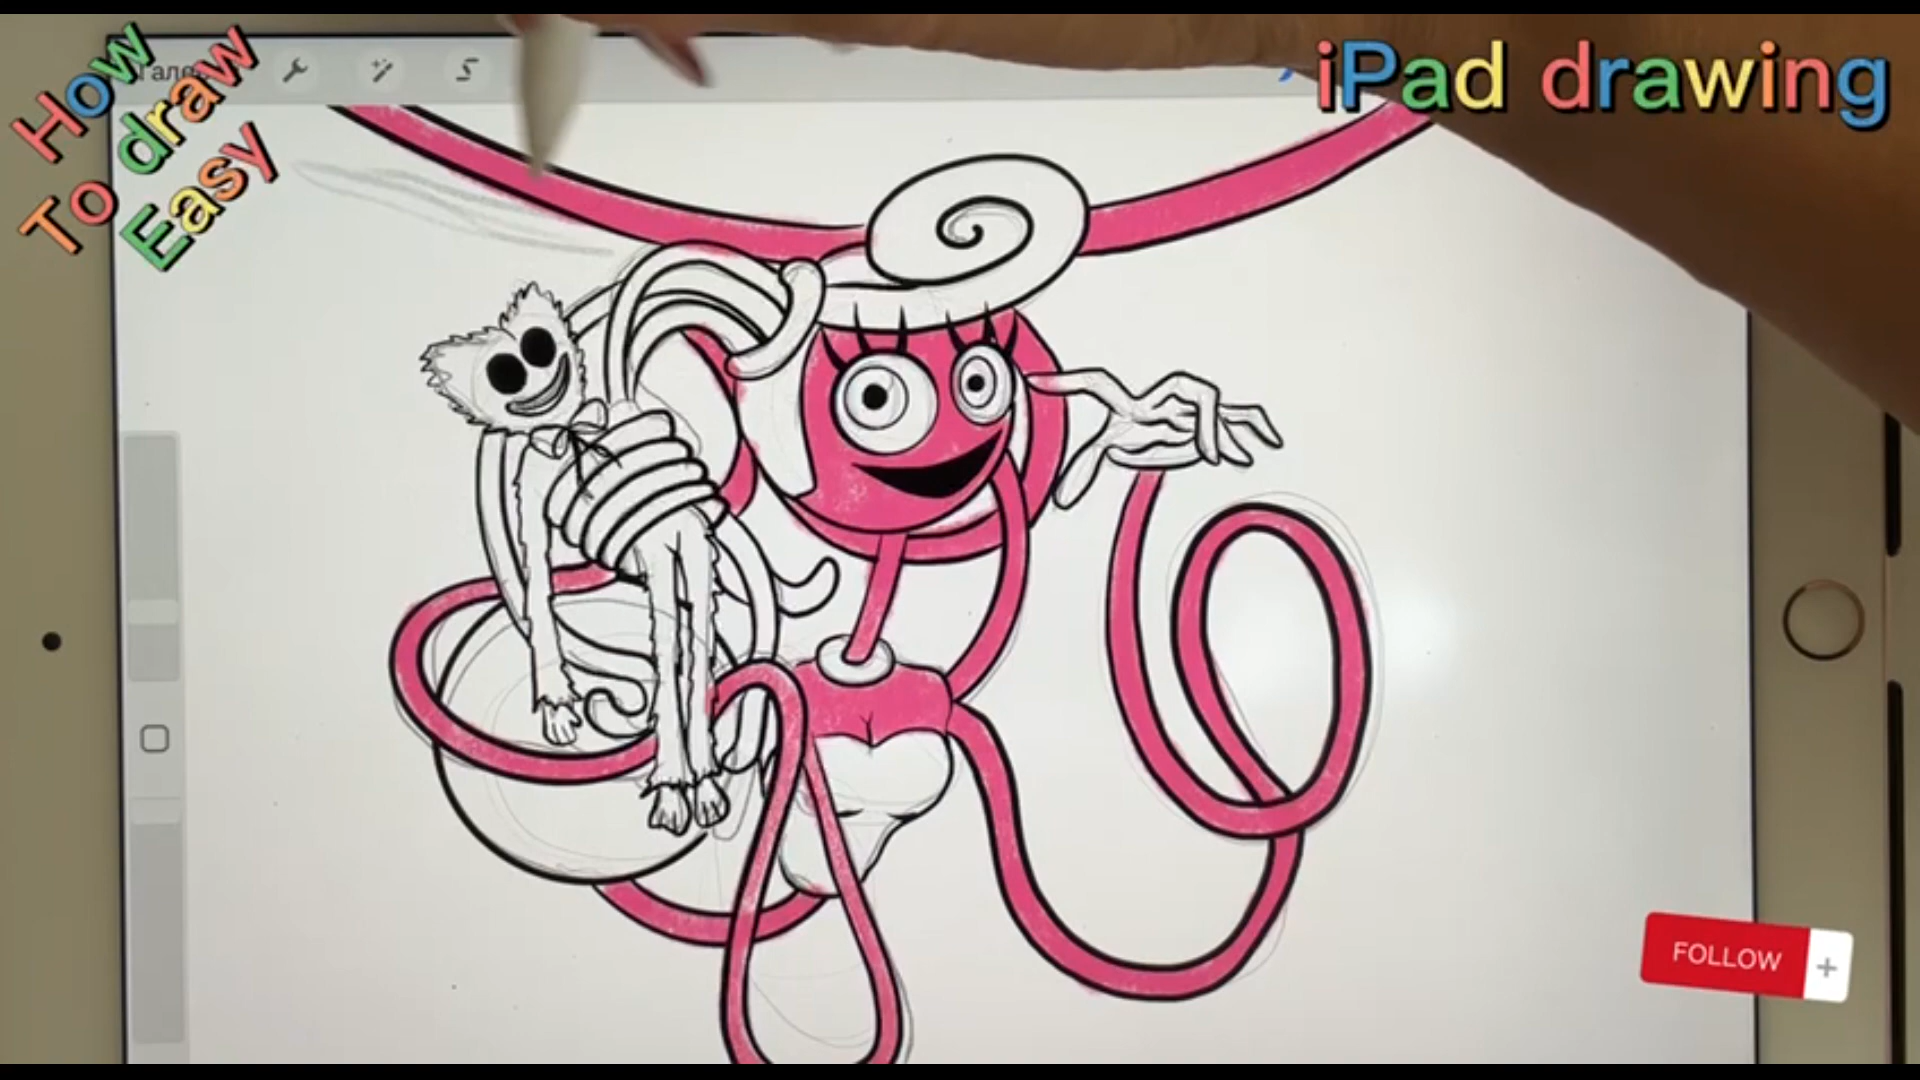 How
To draw
Easy
iPad drawing
FOLLOW